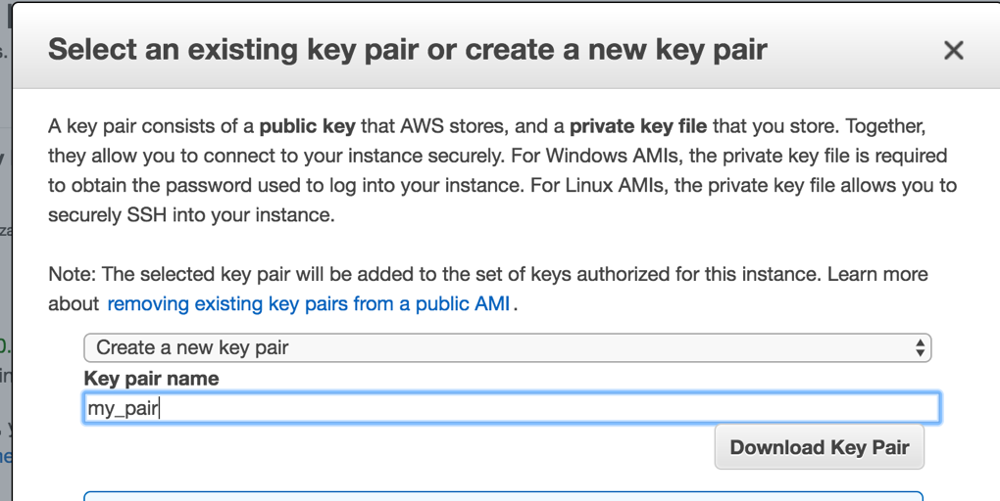 Select an existing key pair or create a new key pair
A key pair consists of a public key that AWS stores, and a private key file that you store. Together,
they allow you to connect to your instance securely. For Windows AMIs, the private key file is required
to obtain the password used to log into your instance. For Linux AMIs, the private key file allows you to
securely SSH into your instance.
Note: The selected key pair will be added to the set of keys authorized for this instance. Learn more
about removing existing key pairs from a public AMI.
Create a new key pair
Key pair name
my_pair
Download Key Pair